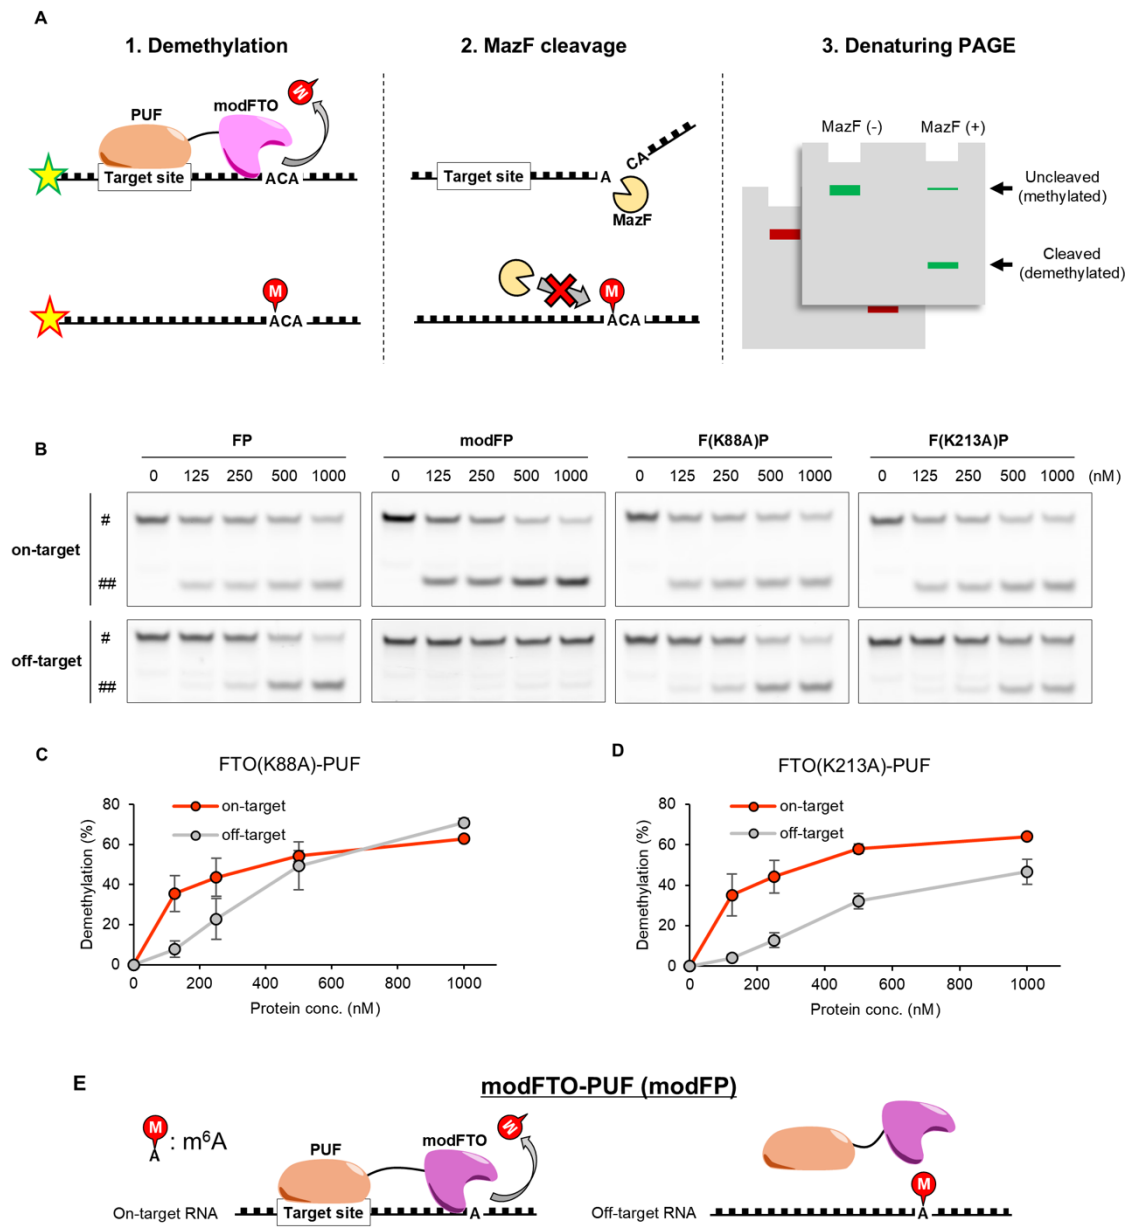 A
1. Demethylation
2. MazF cleavage
3. Denaturing PAGE
PUF
modFTO
M
Target site
ACA
M
ACA
Target site
A
CA
MazF
M
ACA
MazF (-)
MazF (+)
Uncleaved
(methylated)
Cleaved
(demethylated)
B
FP
modFP
F(K88A)P
F(K213A)P
0 125 250 500 1000
0 125 250 500 1000
0 125 250 500 1000
0 125 250 500 1000 (nM)
on-target
#
##
off-target
#
##
C
FTO(K88A)-PUF
on-target
off-target
Demethylation (%)
80
60
40
20
0
0 200 400 600 800 1000
Protein conc. (nM)
D
FTO(K213A)-PUF
on-target
off-target
Demethylation (%)
80
60
40
20
0
0 200 400 600 800 1000
Protein conc. (nM)
E
modFTO-PUF (modFP)
M
A
: m⁶A
PUF
modFTO
M
On-target RNA
Target site
A
M
Off-target RNA
A